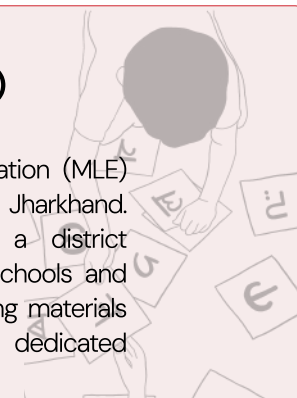 )
ation (MLE)
Jharkhand.
a district
chools and
ng materials
dedicated